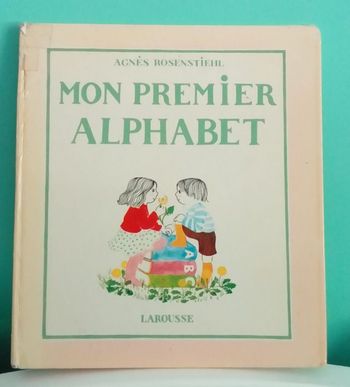 AGNÈS ROSENSTIEHL
MON PREMIER
ALPHABET
A
B
C
LAROUSSE